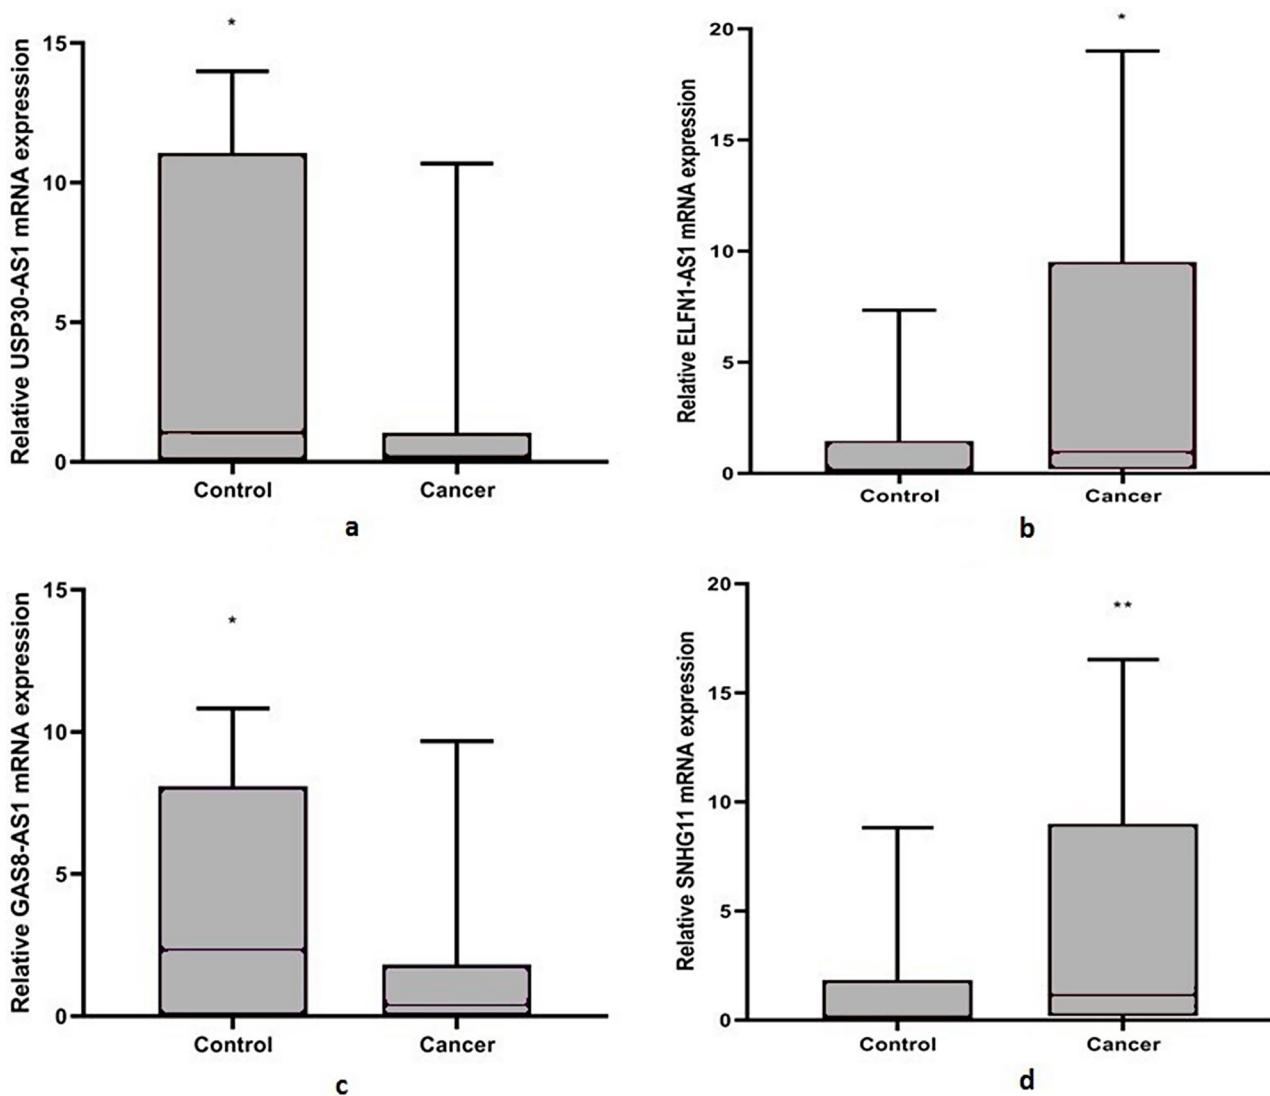 *
15
10
5
0
Relative USP30-AS1 mRNA expression
Control
Cancer
a
*
20
15
10
5
0
Relative ELFN1-AS1 mRNA expression
Control
Cancer
b
*
15
10
5
0
Relative GAS8-AS1 mRNA expression
Control
Cancer
c
**
20
15
10
5
0
Relative SNHG11 mRNA expression
Control
Cancer
d